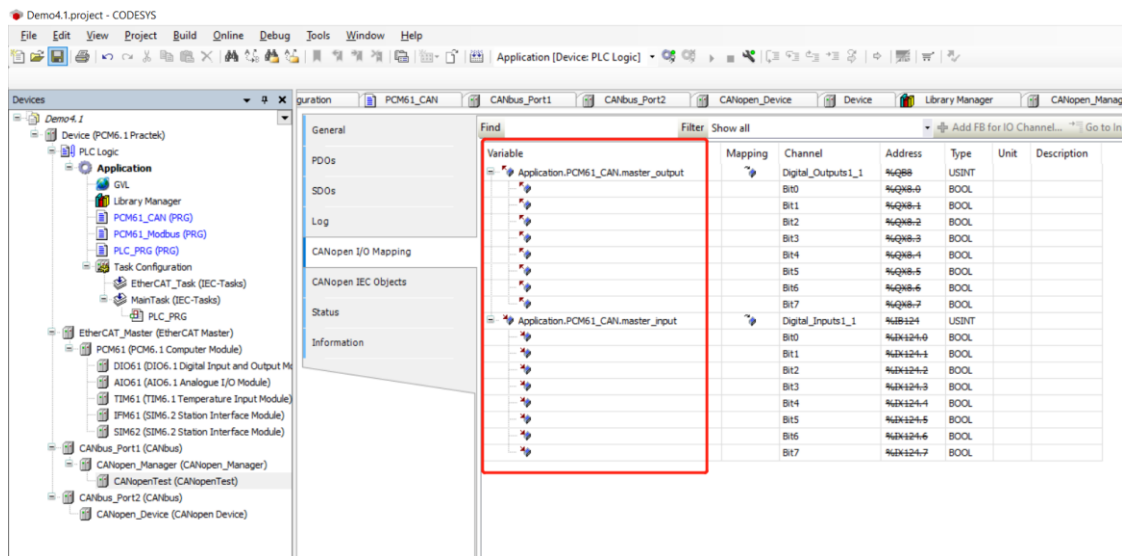 Demo4.1.project - CODESYS
File Edit View Project Build Online Debug Tools Window Help
Application [Device: PLC Logic]
Devices
guration PCM61_CAN CANbus_Port1 CANbus_Port2 CANopen_Device Device Library Manager CANopen_Manag
Demo4.1
Device (PCM6.1 Practek)
PLC Logic
Application
GVL
Library Manager
PCM61_CAN (PRG)
PCM61_Modbus (PRG)
PLC_PRG (PRG)
Task Configuration
EtherCAT_Task (IEC-Tasks)
MainTask (IEC-Tasks)
PLC_PRG
EtherCAT_Master (EtherCAT Master)
PCM61 (PCM6.1 Computer Module)
DIO61 (DIO6.1 Digital Input and Output Mo
AIO61 (AIO6.1 Analogue I/O Module)
TIM61 (TIM6.1 Temperature Input Module)
IFM61 (SIM6.2 Station Interface Module)
SIM62 (SIM6.2 Station Interface Module)
CANbus_Port1 (CANbus)
CANopen_Manager (CANopen_Manager)
CANopenTest (CANopenTest)
CANbus_Port2 (CANbus)
CANopen_Device (CANopen Device)
General
PDOs
SDOs
Log
CANopen I/O Mapping
CANopen IEC Objects
Status
Information
Find Filter Show all Add FB for IO Channel... Go to In
Variable Mapping Channel Address Type Unit Description
Application.PCM61_CAN.master_output Digital_Outputs1_1 %QB8 USINT
Bit0 %QX8.0 BOOL
Bit1 %QX8.1 BOOL
Bit2 %QX8.2 BOOL
Bit3 %QX8.3 BOOL
Bit4 %QX8.4 BOOL
Bit5 %QX8.5 BOOL
Bit6 %QX8.6 BOOL
Bit7 %QX8.7 BOOL
Application.PCM61_CAN.master_input Digital_Inputs1_1 %IB124 USINT
Bit0 %IX124.0 BOOL
Bit1 %IX124.1 BOOL
Bit2 %IX124.2 BOOL
Bit3 %IX124.3 BOOL
Bit4 %IX124.4 BOOL
Bit5 %IX124.5 BOOL
Bit6 %IX124.6 BOOL
Bit7 %IX124.7 BOOL